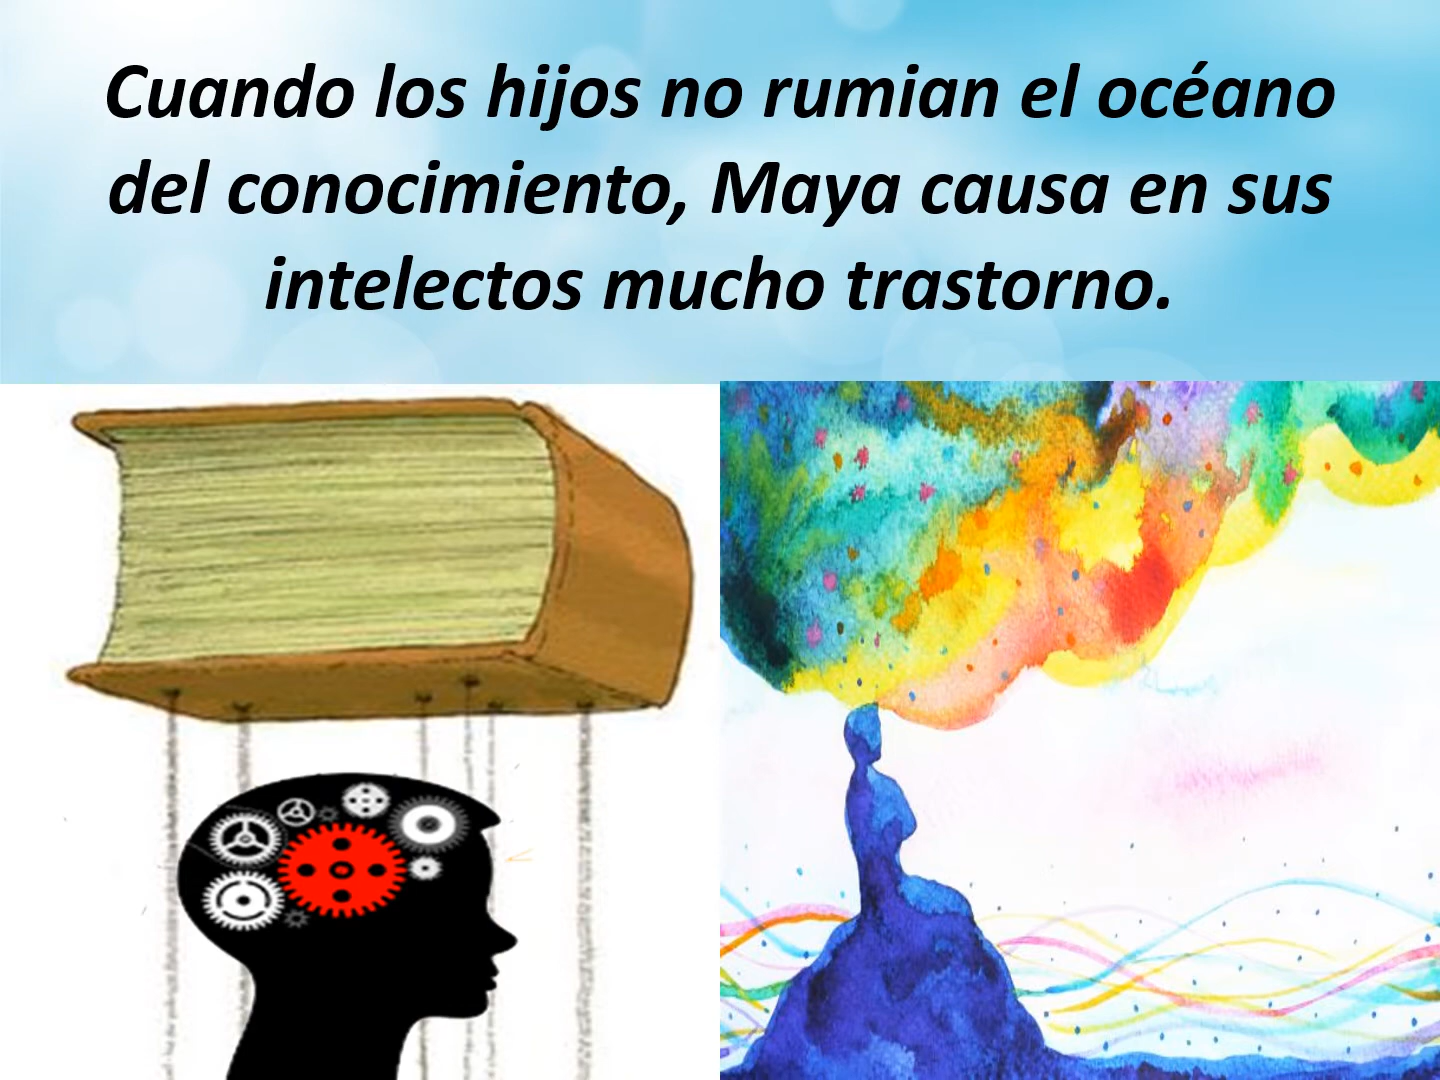 Cuando los hijos no rumian el océano
del conocimiento, Maya causa en sus
intelectos mucho trastorno.